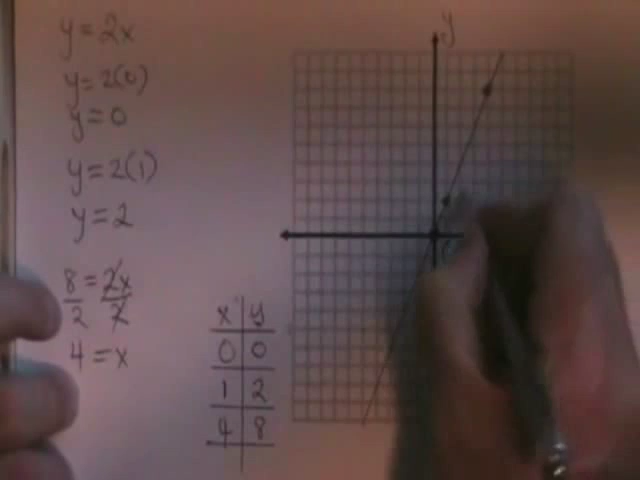 y = 2x
y = 2(0)
y = 0
y = 2(1)
y = 2
8/2 = 2x/2
4 = x
x y
0 0
1 2
4 8
y